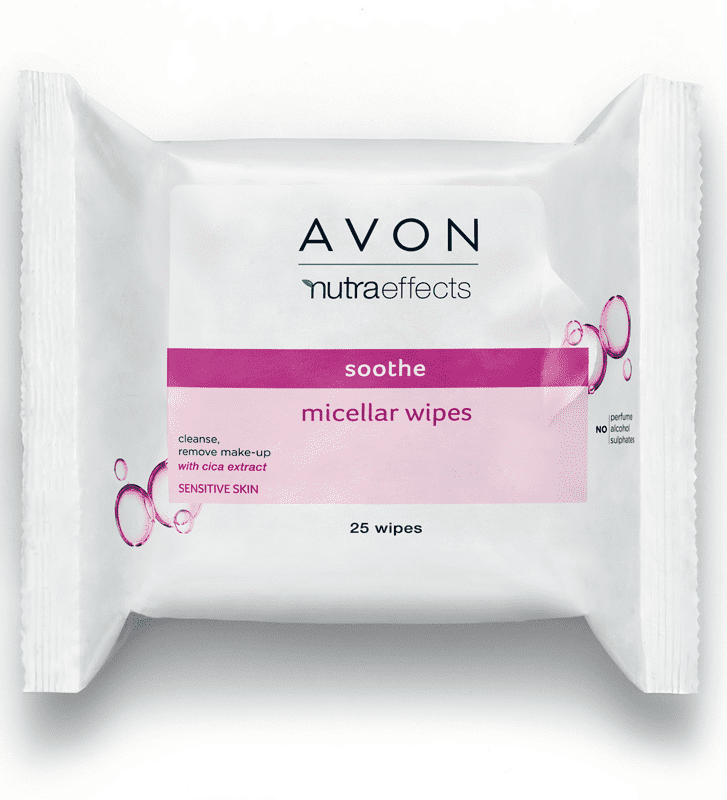 AVON
nutraeffects
soothe
micellar wipes
cleanse,
remove make-up
with cica extract
SENSITIVE SKIN
NO perfume
alcohol
sulphates
25 wipes